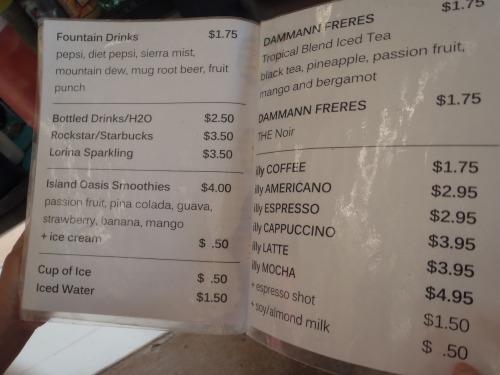 Fountain Drinks $1.75
pepsi, diet pepsi, sierra mist,
mountain dew, mug root beer, fruit
punch
Bottled Drinks/H2O $2.50
Rockstar/Starbucks $3.50
Lorina Sparkling $3.50
Island Oasis Smoothies $4.00
passion fruit, pina colada, guava,
strawberry, banana, mango
+ ice cream $ .50
Cup of Ice $ .50
Iced Water $1.50
DAMMANN FRERES $1.75
Tropical Blend Iced Tea
black tea, pineapple, passion fruit,
mango and bergamot
DAMMANN FRERES $1.75
THE Noir
illy COFFEE $1.75
illy AMERICANO $2.95
illy ESPRESSO $2.95
illy CAPPUCCINO $3.95
illy LATTE $3.95
illy MOCHA $4.95
+ espresso shot $1.50
+ soy/almond milk $ .50